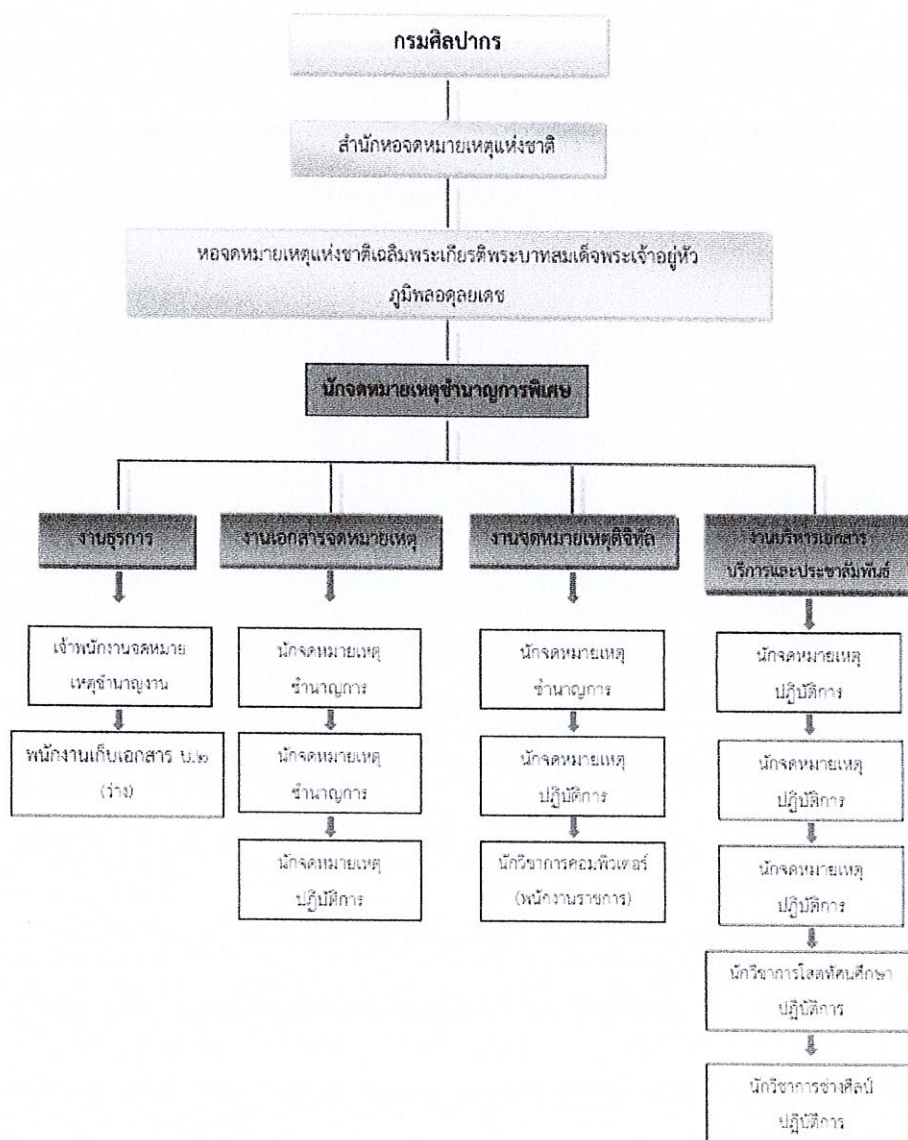 กรมศิลปากร
สำนักหอจดหมายเหตุแห่งชาติ
หอจดหมายเหตุแห่งชาติเฉลิมพระเกียรติพระบาทสมเด็จพระเจ้าอยู่หัว
ภูมิพลอดุลยเดช
นักจดหมายเหตุชำนาญการพิเศษ
งานธุรการ
เจ้าพนักงานจดหมาย
เหตุชำนาญงาน
พนักงานเก็บเอกสาร บ.๒
(ว่าง)
งานเอกสารจดหมายเหตุ
นักจดหมายเหตุ
ชำนาญการ
นักจดหมายเหตุ
ชำนาญการ
นักจดหมายเหตุ
ปฏิบัติการ
งานจดหมายเหตุดิจิทัล
นักจดหมายเหตุ
ชำนาญการ
นักจดหมายเหตุ
ปฏิบัติการ
นักวิชาการคอมพิวเตอร์
(พนักงานราชการ)
งานบริหารเอกสาร
บริการและประชาสัมพันธ์
นักจดหมายเหตุ
ปฏิบัติการ
นักจดหมายเหตุ
ปฏิบัติการ
นักจดหมายเหตุ
ปฏิบัติการ
นักวิชาการโสตทัศนศึกษา
ปฏิบัติการ
นักวิชาการช่างศิลป์
ปฏิบัติการ